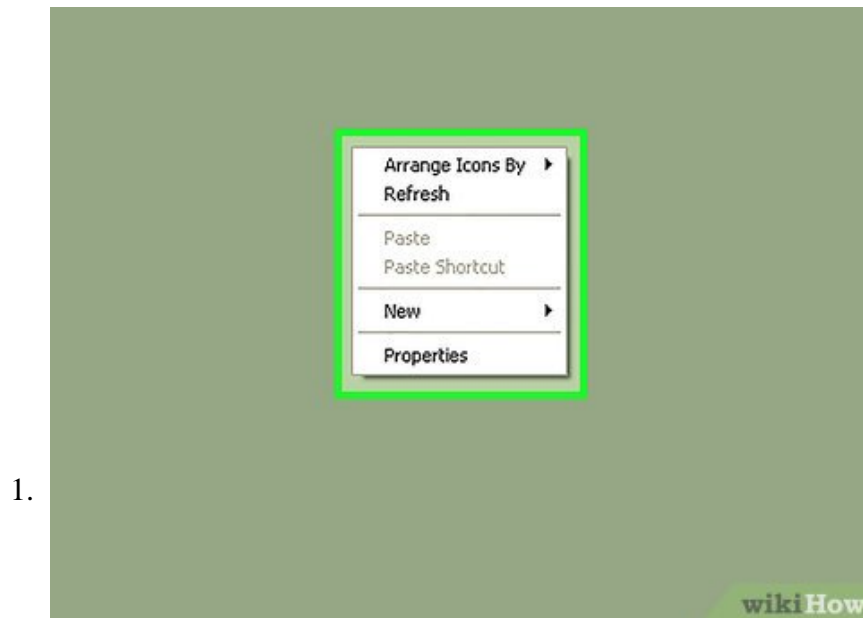 Arrange Icons By
Refresh
Paste
Paste Shortcut
New
Properties
1.
wikiHow